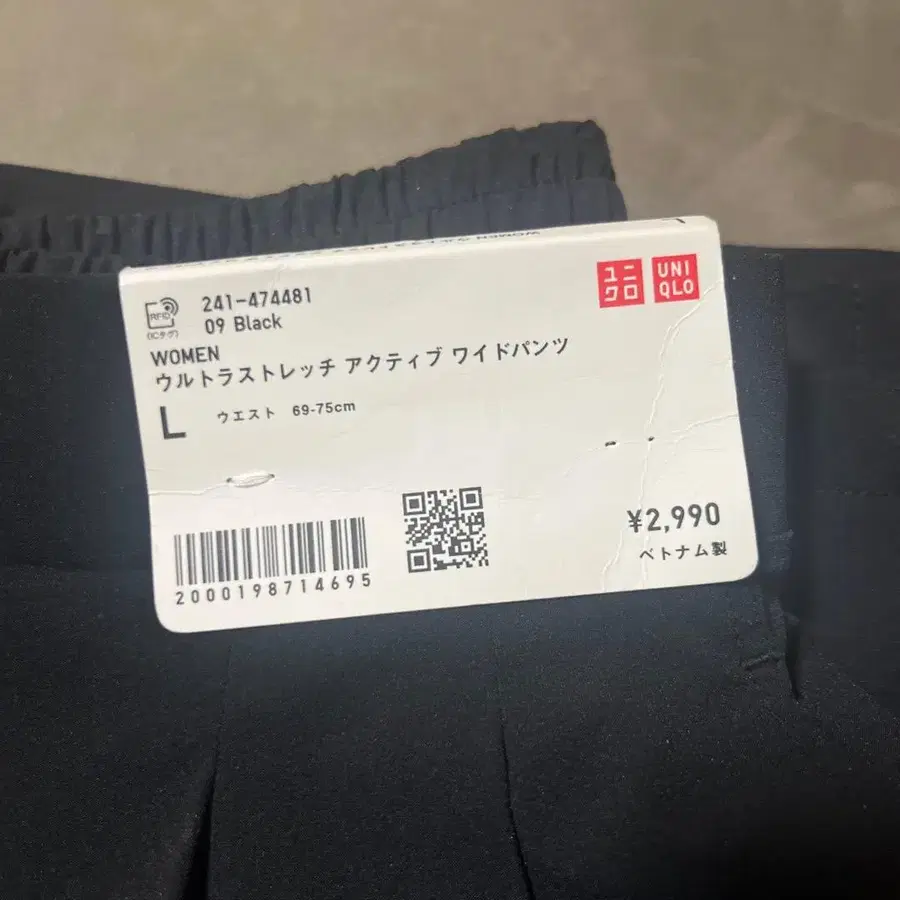 L
ユニ
クロ
UNI
QLO
RFID
(ICタグ)
241-474481
09 Black
WOMEN
ウルトラストレッチ アクティブ ワイドパンツ
L ウエスト 69-75cm
¥2,990
ベトナム製
2000198714695